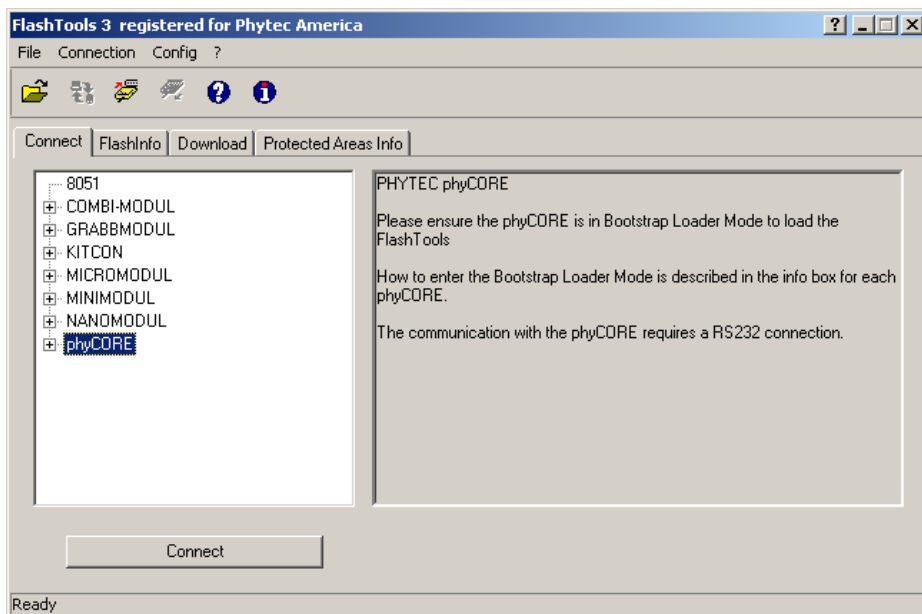 FlashTools 3 registered for Phytec America
File Connection Config ?
Connect FlashInfo Download Protected Areas Info
8051
COMBI-MODUL
GRABBMODUL
KITCON
MICROMODUL
MINIMODUL
NANOMODUL
phyCORE
PHYTEC phyCORE
Please ensure the phyCORE is in Bootstrap Loader Mode to load the
FlashTools
How to enter the Bootstrap Loader Mode is described in the info box for each
phyCORE.
The communication with the phyCORE requires a RS232 connection.
Connect
Ready